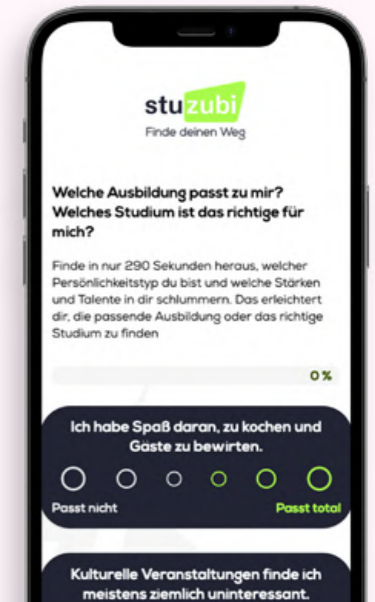 stuzubi
Finde deinen Weg
Welche Ausbildung passt zu mir?
Welches Studium ist das richtige für
mich?
Finde in nur 290 Sekunden heraus, welcher
Persönlichkeitstyp du bist und welche Stärken
und Talente in dir schlummern. Das erleichtert
dir, die passende Ausbildung oder das richtige
Studium zu finden
0 %
Ich habe Spaß daran, zu kochen und
Gäste zu bewirten.
Passt nicht Passt total
Kulturelle Veranstaltungen finde ich
meistens ziemlich uninteressant.